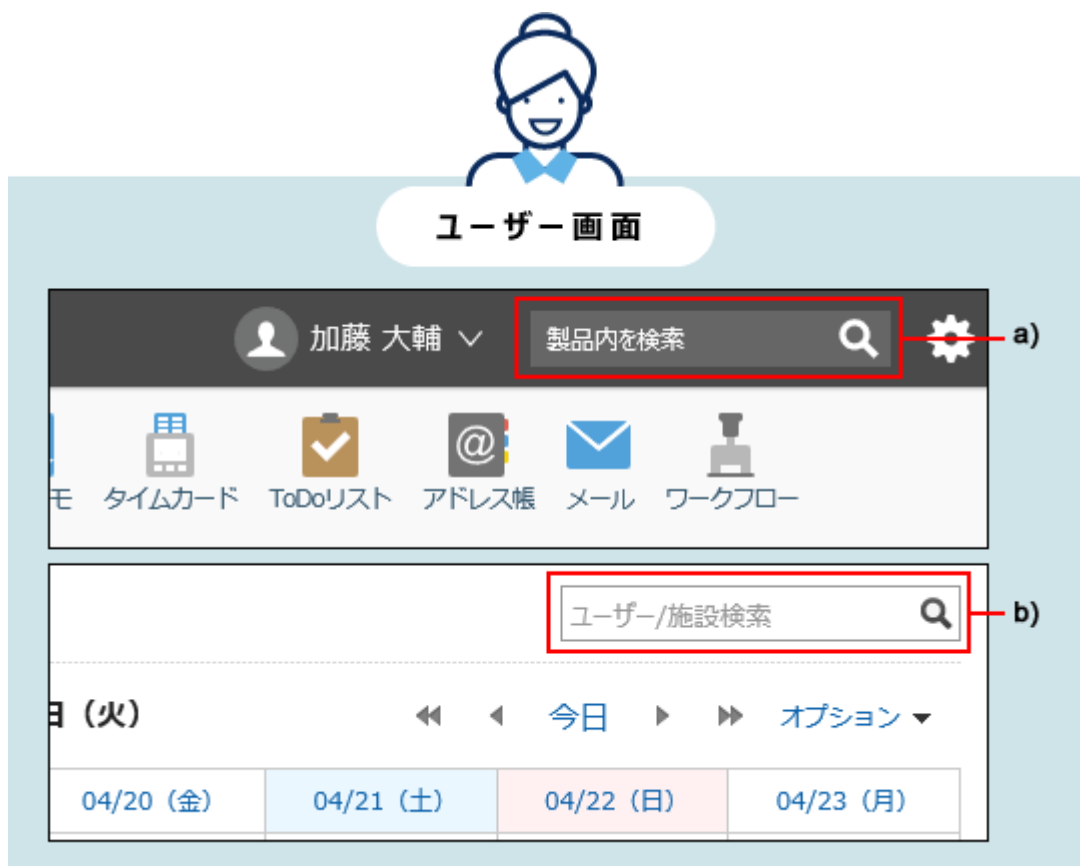 ユーザー画面
加藤 大輔
製品内を検索
a)
モ タイムカード ToDoリスト アドレス帳 メール ワークフロー
ユーザー/施設検索
b)
日（火）
今日
オプション
04/20（金） 04/21（土） 04/22（日） 04/23（月）